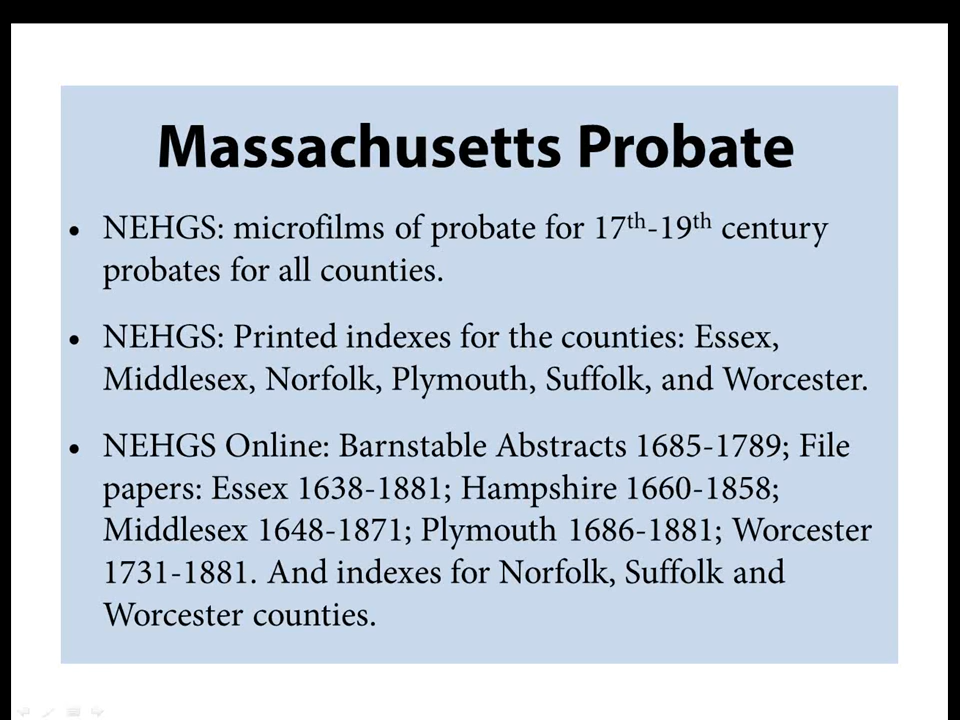 Massachusetts Probate
• NEHGS: microfilms of probate for 17th-19th century
probates for all counties.
• NEHGS: Printed indexes for the counties: Essex,
Middlesex, Norfolk, Plymouth, Suffolk, and Worcester.
• NEHGS Online: Barnstable Abstracts 1685-1789; File
papers: Essex 1638-1881; Hampshire 1660-1858;
Middlesex 1648-1871; Plymouth 1686-1881; Worcester
1731-1881. And indexes for Norfolk, Suffolk and
Worcester counties.